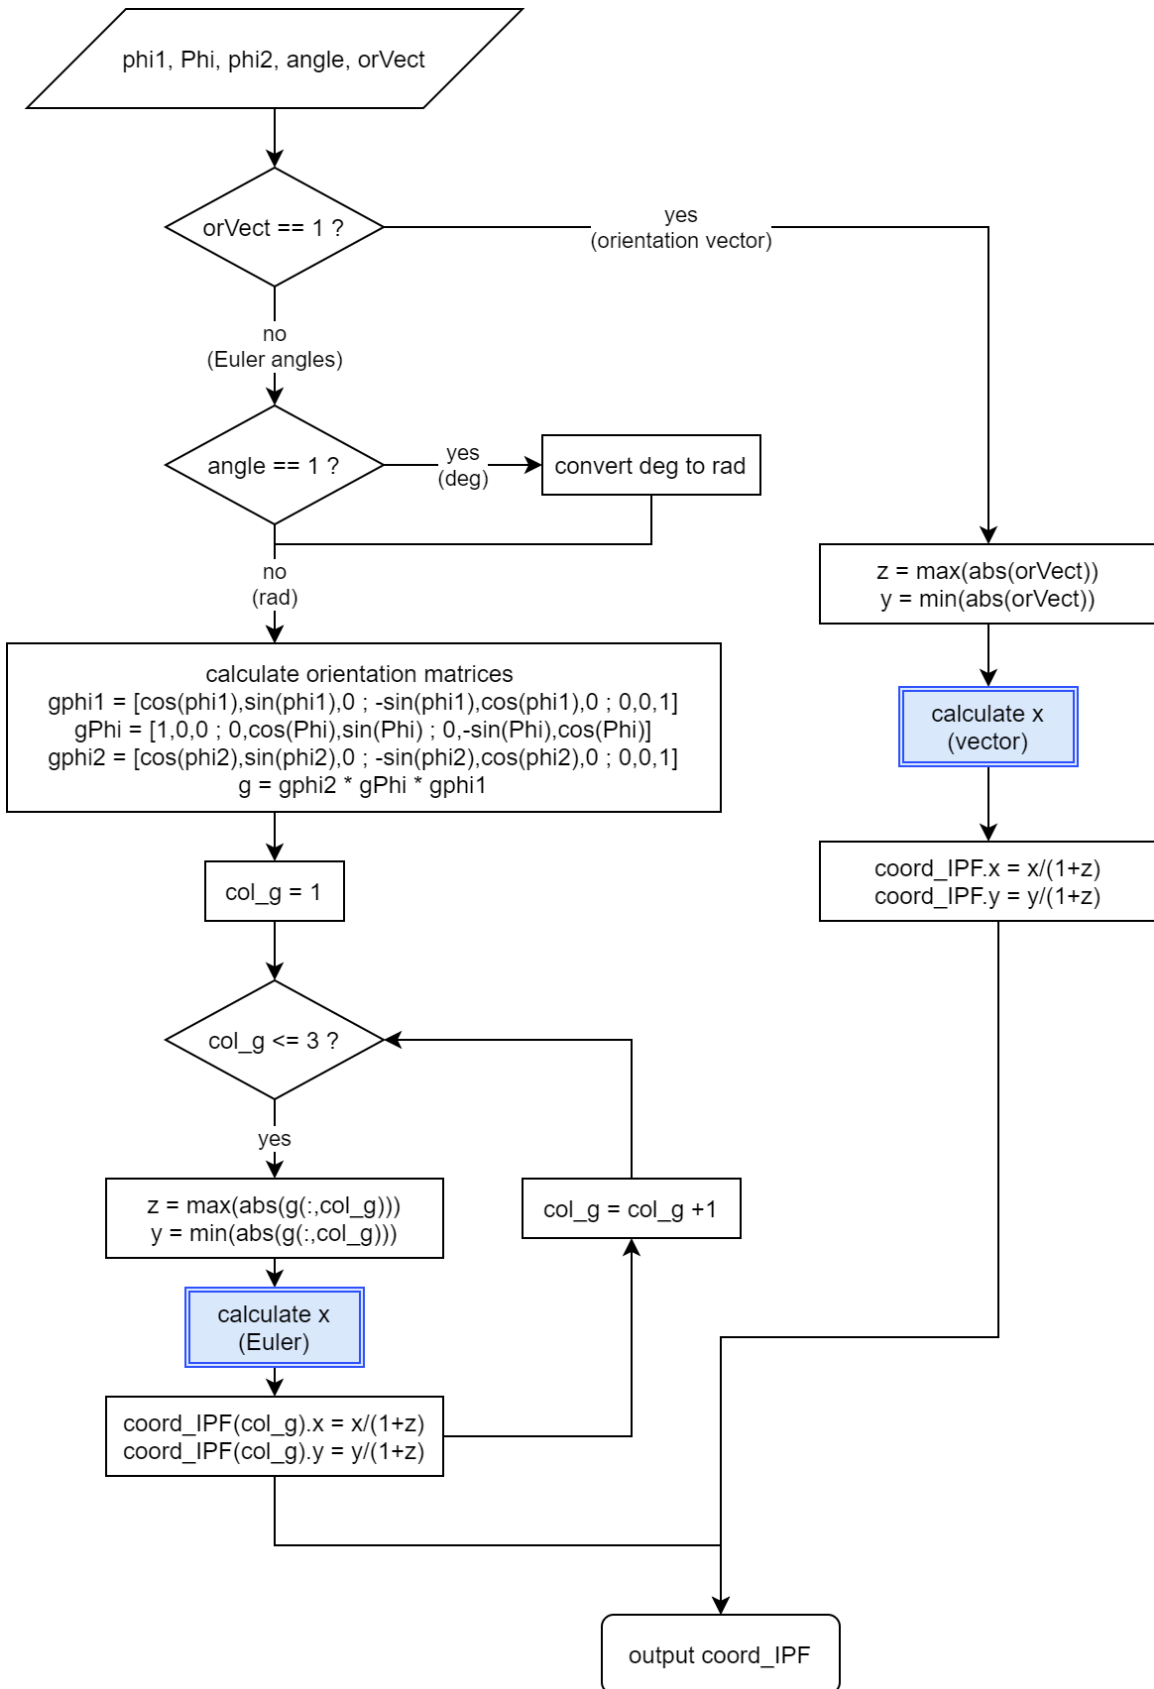 phi1, Phi, phi2, angle, orVect
orVect == 1 ?
yes
(orientation vector)
no
(Euler angles)
angle == 1 ?
yes
(deg)
convert deg to rad
no
(rad)
z = max(abs(orVect))
y = min(abs(orVect))
calculate orientation matrices
gphi1 = [cos(phi1),sin(phi1),0 ; -sin(phi1),cos(phi1),0 ; 0,0,1]
gPhi = [1,0,0 ; 0,cos(Phi),sin(Phi) ; 0,-sin(Phi),cos(Phi)]
gphi2 = [cos(phi2),sin(phi2),0 ; -sin(phi2),cos(phi2),0 ; 0,0,1]
g = gphi2 * gPhi * gphi1
calculate x
(vector)
col_g = 1
coord_IPF.x = x/(1+z)
coord_IPF.y = y/(1+z)
col_g <= 3 ?
yes
z = max(abs(g(:,col_g)))
y = min(abs(g(:,col_g)))
col_g = col_g +1
calculate x
(Euler)
coord_IPF(col_g).x = x/(1+z)
coord_IPF(col_g).y = y/(1+z)
output coord_IPF